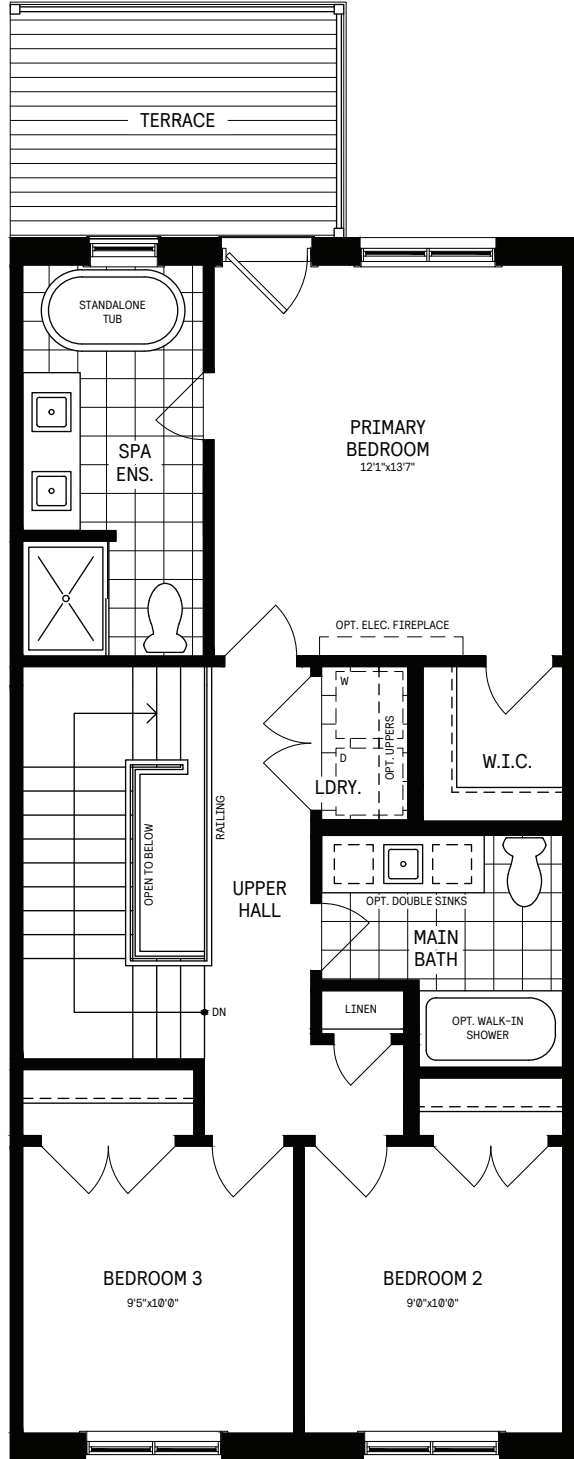 TERRACE
STANDALONE
TUB
SPA
ENS.
PRIMARY
BEDROOM
12'1"x13'7"
OPT. ELEC. FIREPLACE
W
D
OPT. UPPERS
LDRY.
W.I.C.
RAILING
OPEN TO BELOW
UPPER
HALL
OPT. DOUBLE SINKS
MAIN
BATH
DN
LINEN
OPT. WALK-IN
SHOWER
BEDROOM 3
9'5"x10'0"
BEDROOM 2
9'0"x10'0"